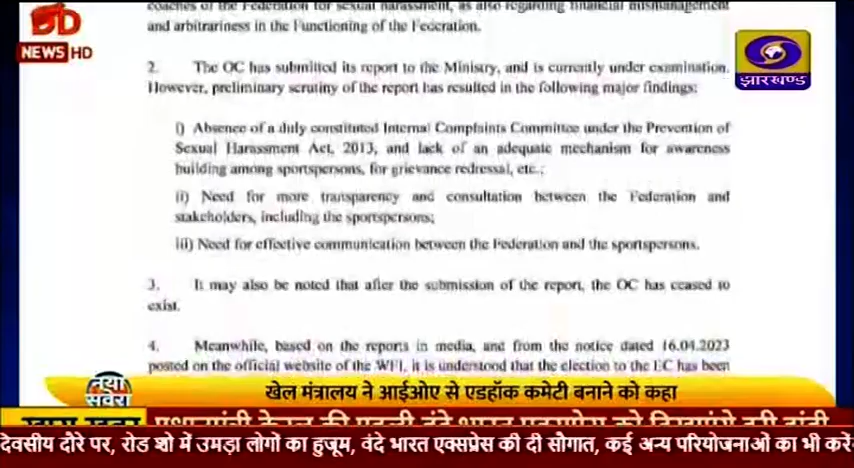 DD
NEWS HD
झारखण्ड
coaches of the Federation for sexual harassment, as also regarding financial mismanagement
and arbitrariness in the Functioning of the Federation.
2. The OC has submitted its report to the Ministry, and is currently under examination.
However, preliminary scrutiny of the report has resulted in the following major findings:
i) Absence of a duly constituted Internal Complaints Committee under the Prevention of
Sexual Harassment Act, 2013, and lack of an adequate mechanism for awareness
building among sportspersons, for grievance redressal, etc.;
ii) Need for more transparency and consultation between the Federation and
stakeholders, including the sportspersons;
iii) Need for effective communication between the Federation and the sportspersons.
3. It may also be noted that after the submission of the report, the OC has ceased to
exist.
4. Meanwhile, based on the reports in media, and from the notice dated 16.04.2023
posted on the official website of the WFI, it is understood that the election to the EC has been
नया
सवेरा
खेल मंत्रालय ने आईओए से एडहॉक कमेटी बनाने को कहा
प्रधानमंत्री केरल की पहली वंदे भारत एक्सप्रेस को दिखाएंगे हरी झंडी
दिवसीय दौरे पर, रोड शो में उमड़ा लोगों का हुजूम, वंदे भारत एक्सप्रेस की दी सौगात, कई अन्य परियोजनाओं का भी करें